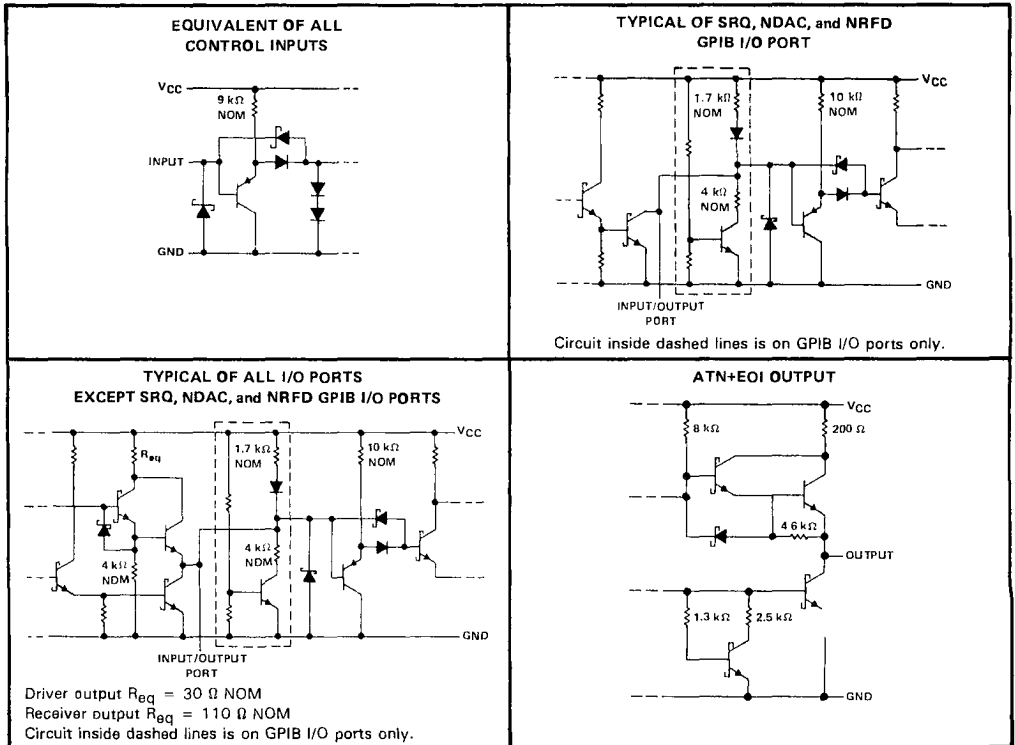 EQUIVALENT OF ALL
CONTROL INPUTS
VCC
9 kΩ
NOM
INPUT
GND
TYPICAL OF SRQ, NDAC, and NRFD
GPIB I/O PORT
VCC
1.7 kΩ
NOM
10 kΩ
NOM
4 kΩ
NOM
GND
INPUT/OUTPUT
PORT
Circuit inside dashed lines is on GPIB I/O ports only.
TYPICAL OF ALL I/O PORTS
EXCEPT SRQ, NDAC, and NRFD GPIB I/O PORTS
VCC
Req
1.7 kΩ
NOM
10 kΩ
NOM
4 kΩ
NDM
4 kΩ
NDM
GND
INPUT/OUTPUT
PORT
Driver output Req = 30 Ω NOM
Receiver output Req = 110 Ω NOM
Circuit inside dashed lines is on GPIB I/O ports only.
ATN+EOI OUTPUT
VCC
8 kΩ
200 Ω
4.6 kΩ
OUTPUT
1.3 kΩ
2.5 kΩ
GND